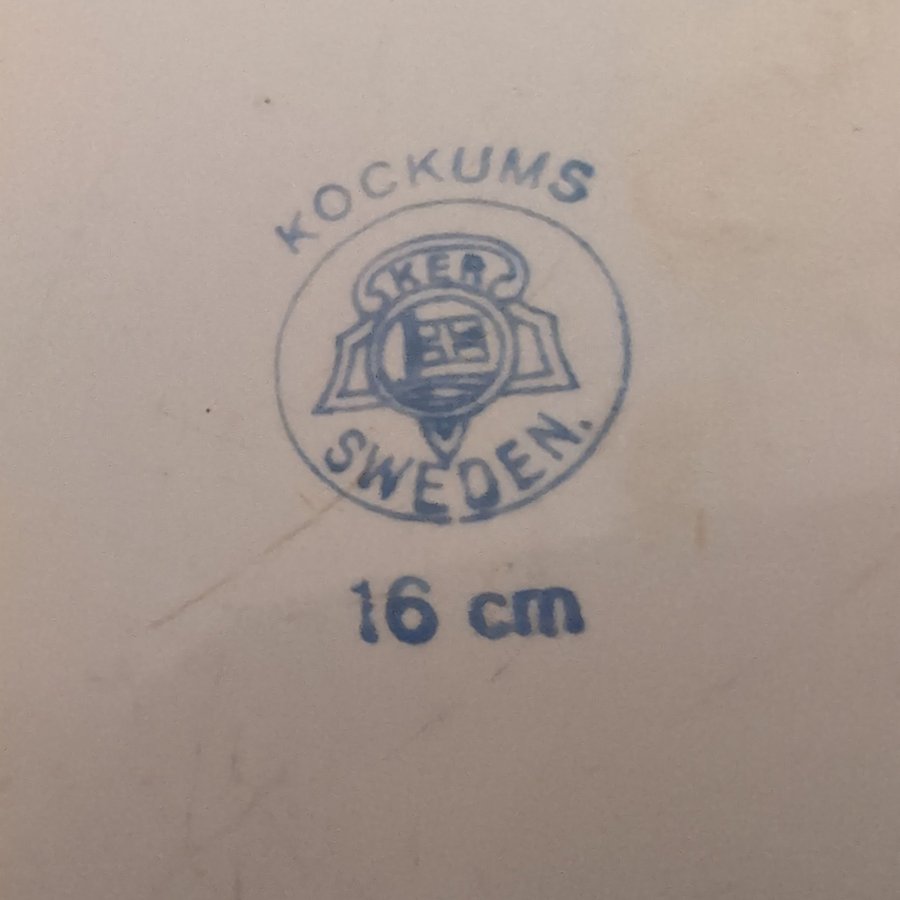 KOCKUMS
KER
SWEDEN.
16 cm